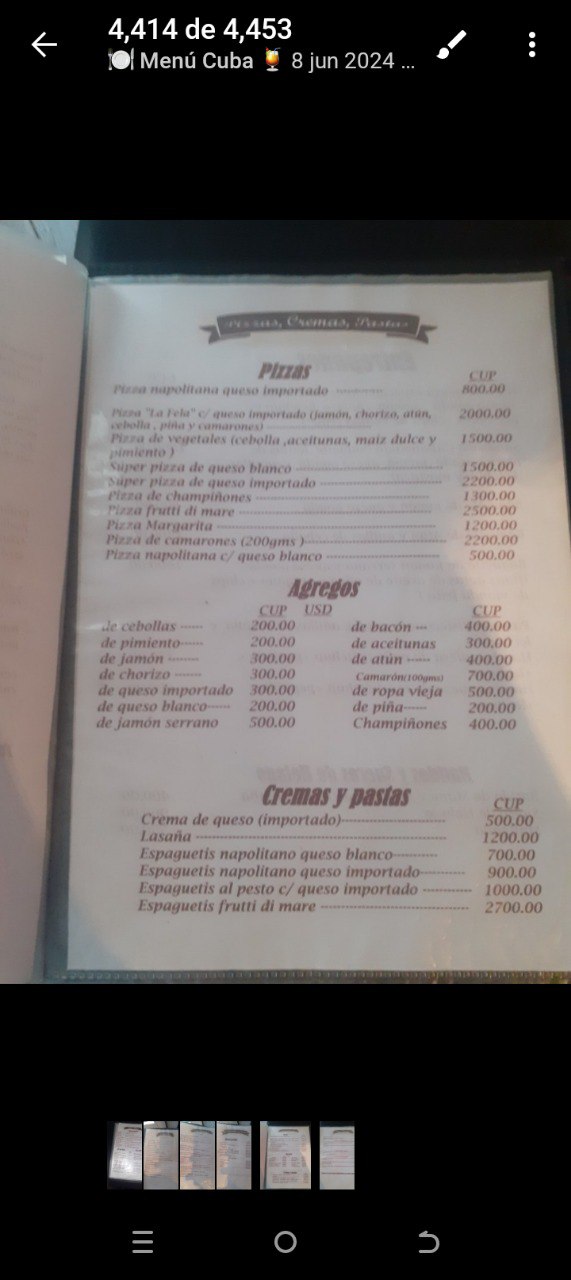 4,414 de 4,453
Menú Cuba 8 jun 2024 ...
Pizzas, Cremas, Pastas
Pizzas
CUP
Pizza napolitana queso importado ---------- 800.00
Pizza "La Fela" c/ queso importado (jamón, chorizo, atún, 2000.00
cebolla , piña y camarones) --------------------
Pizza de vegetales (cebolla ,aceitunas, maiz dulce y 1500.00
pimiento )
Super pizza de queso blanco -------------------- 1500.00
Super pizza de queso importado -------------------- 2200.00
Pizza de champiñones -------------------- 1300.00
Pizza frutti di mare -------------------- 2500.00
Pizza Margarita -------------------- 1200.00
Pizza de camarones (200gms )-------------------- 2200.00
Pizza napolitana c/ queso blanco -------------------- 500.00
Agregos
CUP USD CUP
de cebollas ------ 200.00 de bacón --- 400.00
de pimiento------ 200.00 de aceitunas 300.00
de jamón -------- 300.00 de atún ------ 400.00
de chorizo ------- 300.00 Camarón(100gms) 700.00
de queso importado 300.00 de ropa vieja 500.00
de queso blanco------ 200.00 de piña------ 200.00
de jamón serrano 500.00 Champiñones 400.00
Cremas y pastas
CUP
Crema de queso (importado)-------------------- 500.00
Lasaña -------------------- 1200.00
Espaguetis napolitano queso blanco---------- 700.00
Espaguetis napolitano queso importado---------- 900.00
Espaguetis al pesto c/ queso importado ----------- 1000.00
Espaguetis frutti di mare -------------------- 2700.00